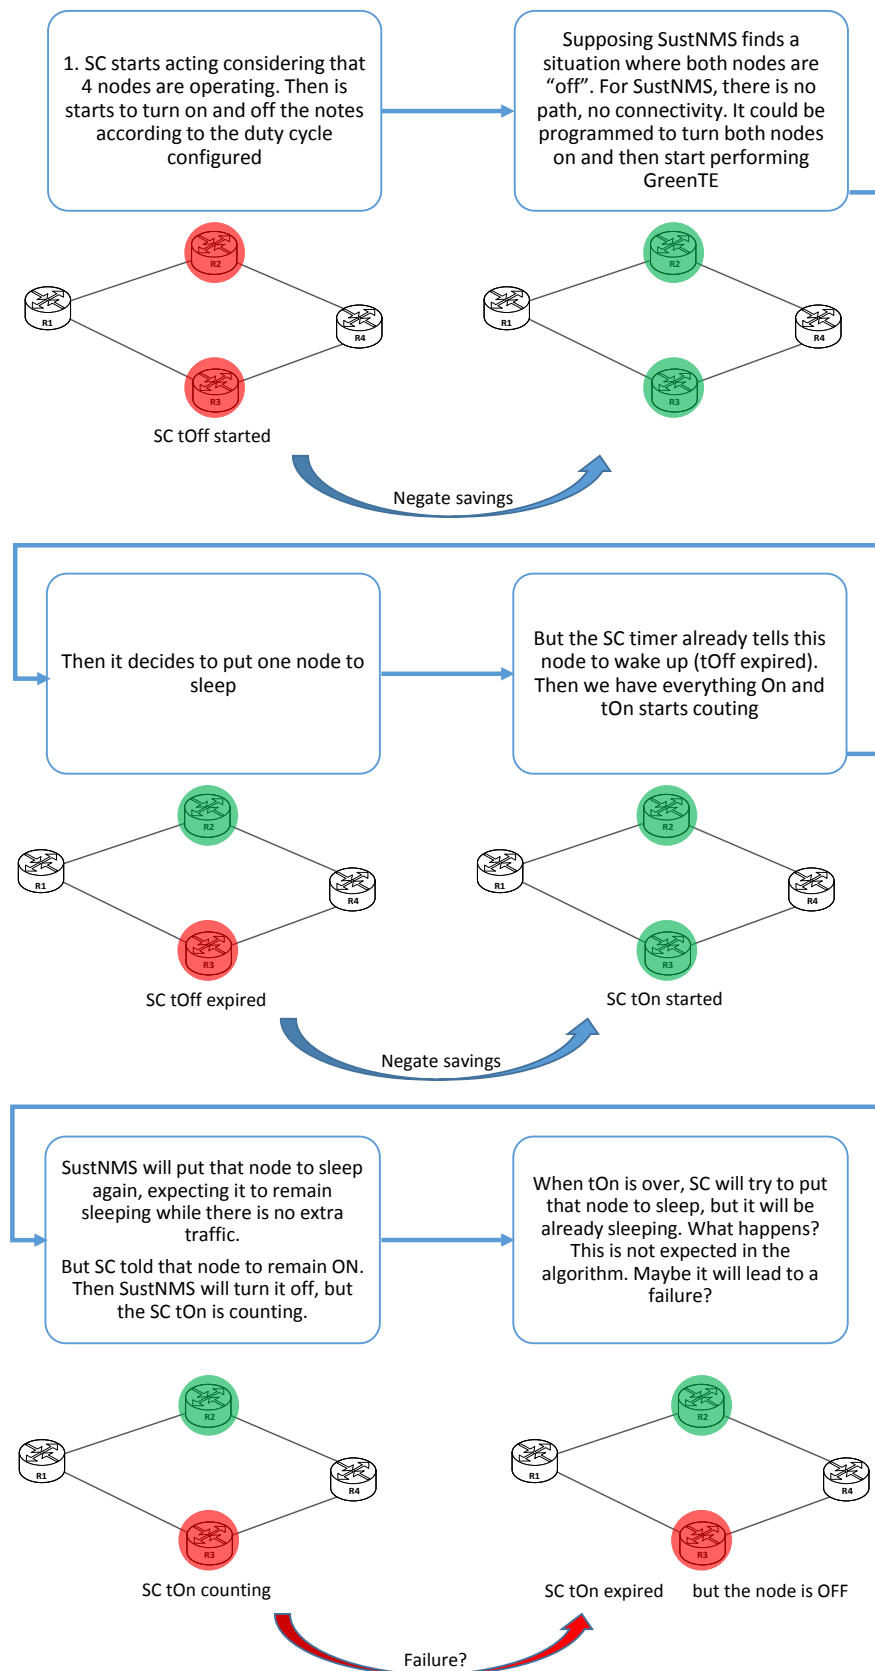 1. SC starts acting considering that
4 nodes are operating. Then is
starts to turn on and off the notes
according to the duty cycle
configured
Supposing SustNMS finds a
situation where both nodes are
“off”. For SustNMS, there is no
path, no connectivity. It could be
programmed to turn both nodes
on and then start performing
GreenTE
R2
R1
R4
R3
SC tOff started
R2
R1
R4
R3
Negate savings
Then it decides to put one node to
sleep
But the SC timer already tells this
node to wake up (tOff expired).
Then we have everything On and
tOn starts couting
R2
R1
R4
R3
SC tOff expired
R2
R1
R4
R3
SC tOn started
Negate savings
SustNMS will put that node to sleep
again, expecting it to remain
sleeping while there is no extra
traffic.
But SC told that node to remain ON.
Then SustNMS will turn it off, but
the SC tOn is counting.
When tOn is over, SC will try to put
that node to sleep, but it will be
already sleeping. What happens?
This is not expected in the
algorithm. Maybe it will lead to a
failure?
R2
R1
R4
R3
SC tOn counting
R2
R1
R4
R3
SC tOn expired but the node is OFF
Failure?